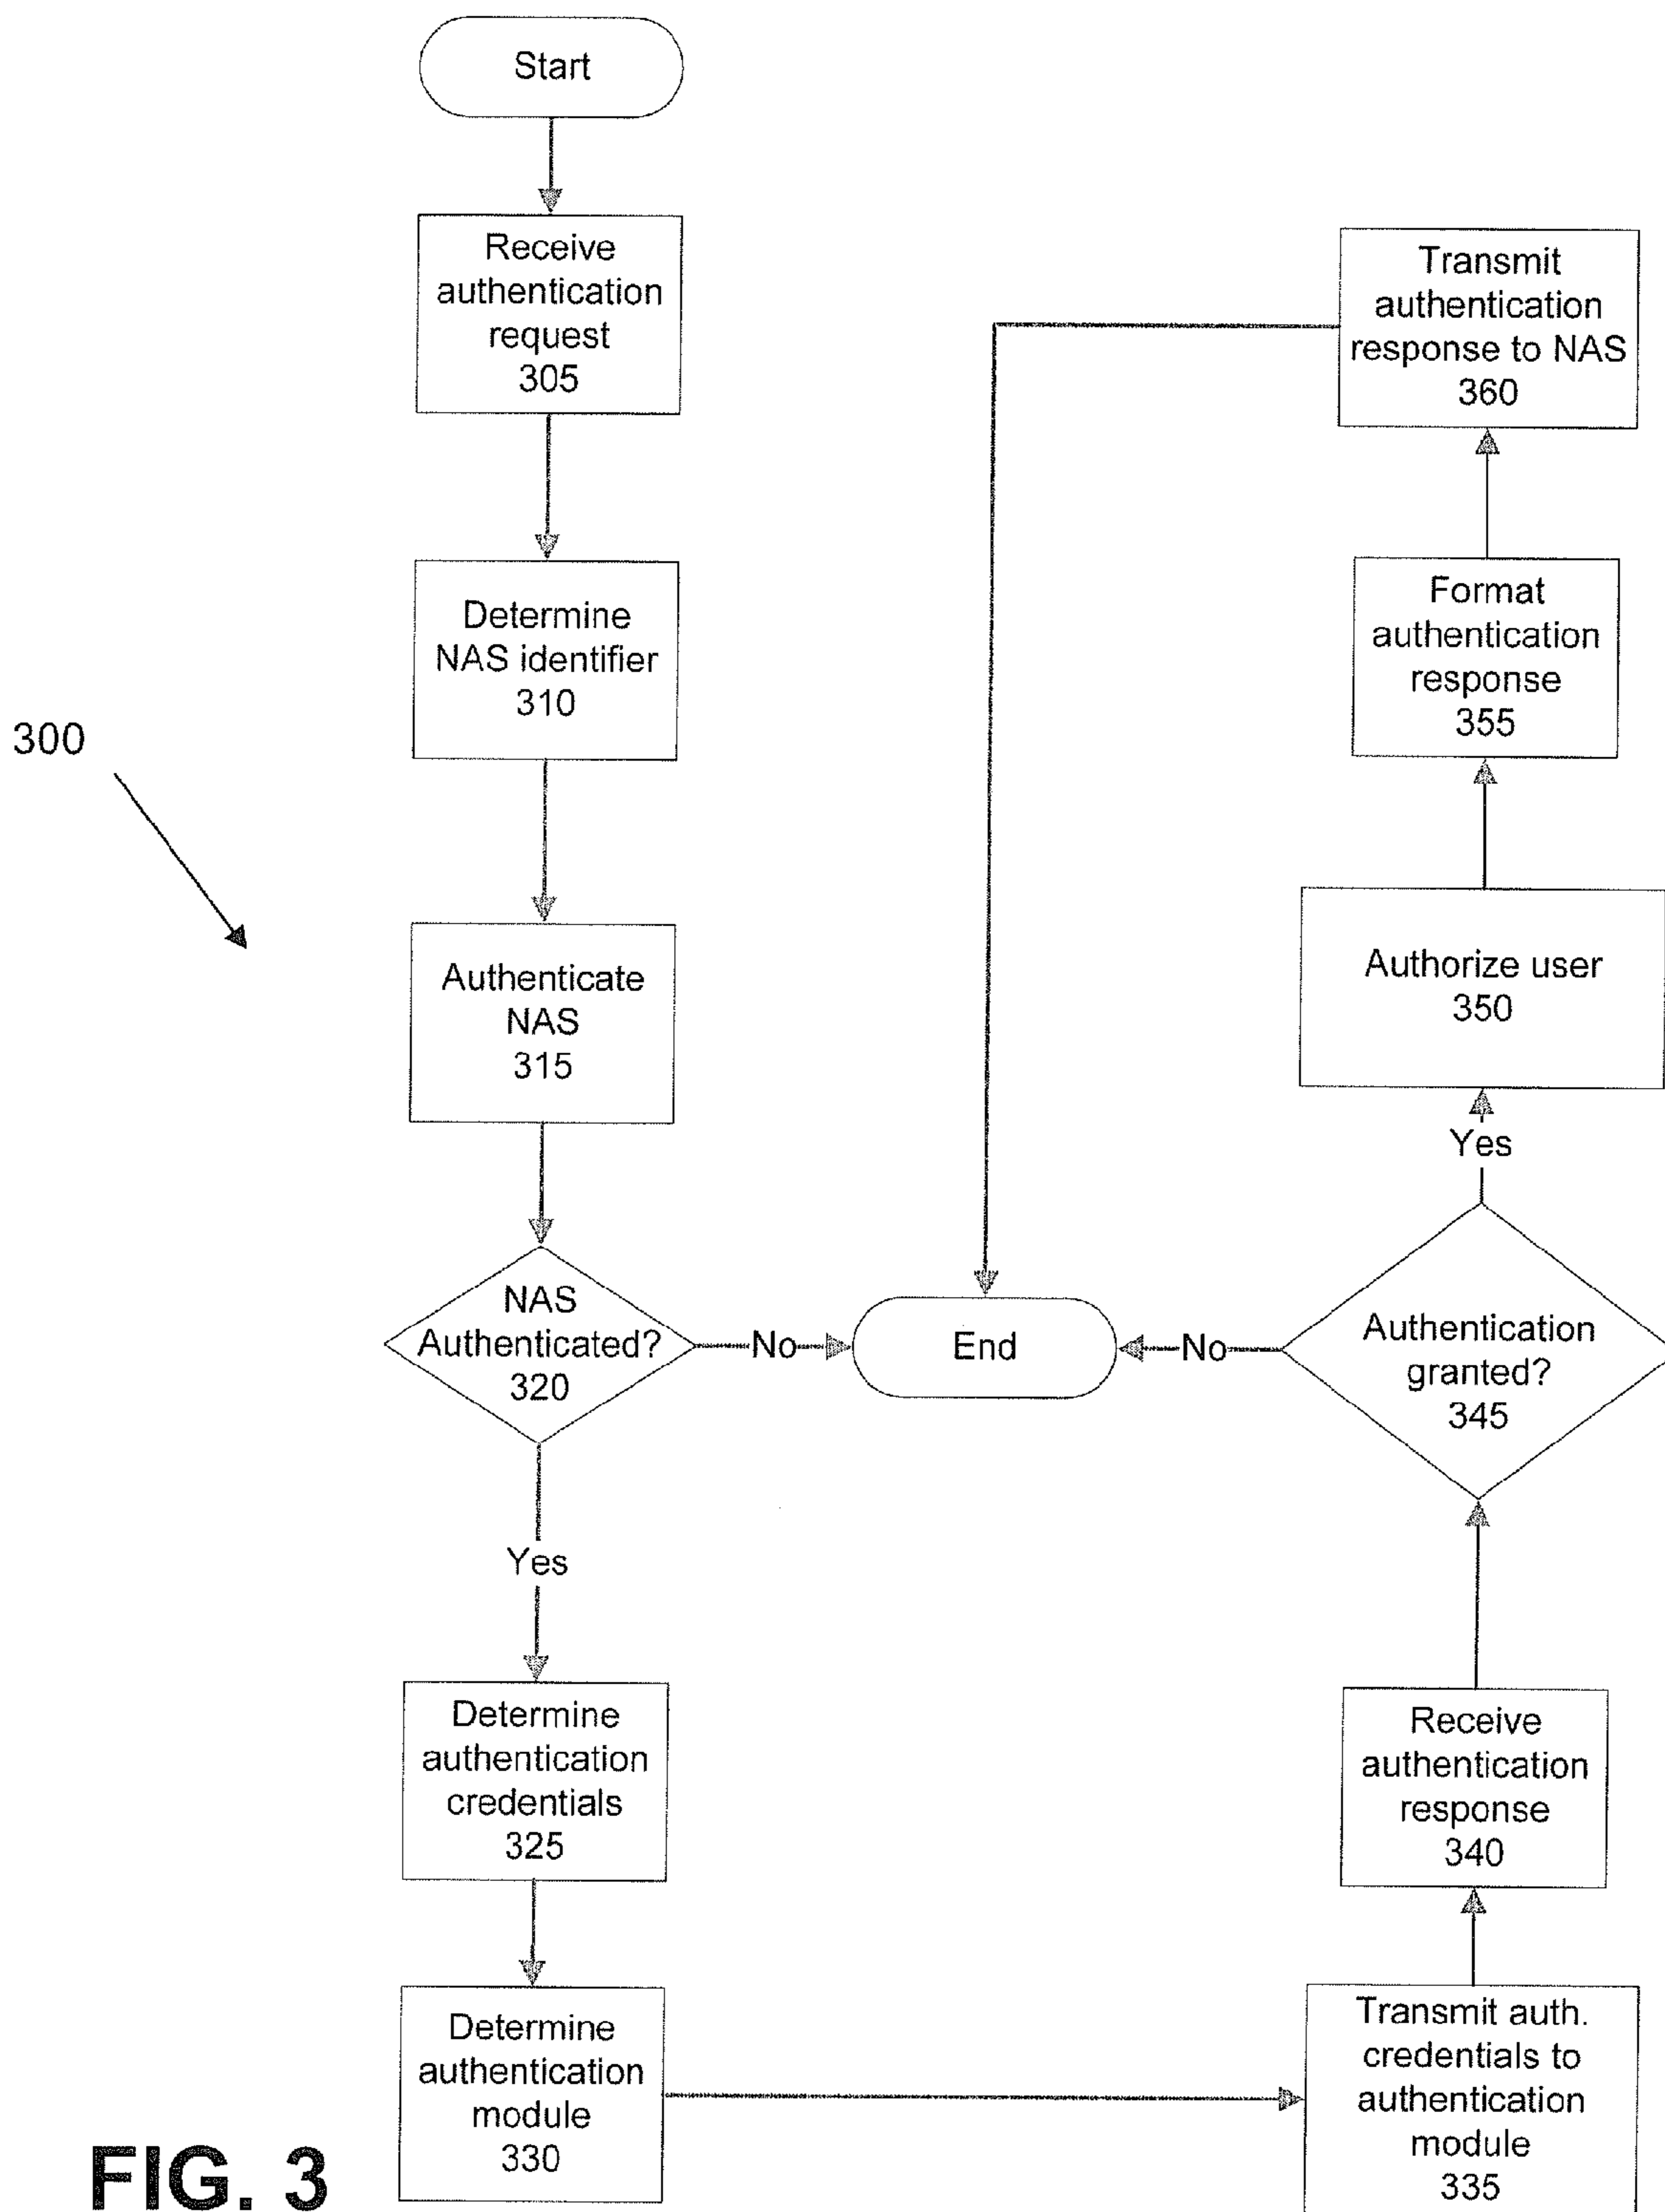 Start
Receive
authentication
request
305
Determine
NAS identifier
310
300
Authenticate
NAS
315
NAS
Authenticated?
320
No
End
Yes
Determine
authentication
credentials
325
Determine
authentication
module
330
Transmit auth.
credentials to
authentication
module
335
Receive
authentication
response
340
Authentication
granted?
345
No
Yes
Authorize user
350
Format
authentication
response
355
Transmit
authentication
response to NAS
360
FIG. 3